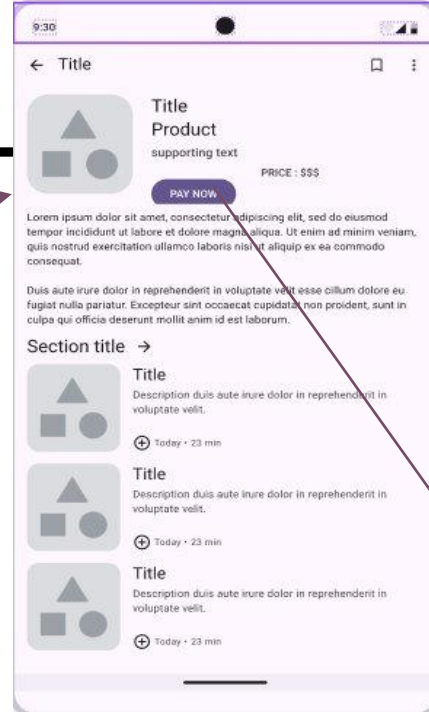 9:30
Title
Title
Product
supporting text
PRICE : $$$
PAY NOW
Lorem ipsum dolor sit amet, consectetur adipiscing elit, sed do eiusmod
tempor incididunt ut labore et dolore magna aliqua. Ut enim ad minim veniam,
quis nostrud exercitation ullamco laboris nisi ut aliquip ex ea commodo
consequat.
Duis aute irure dolor in reprehenderit in voluptate velit esse cillum dolore eu
fugiat nulla pariatur. Excepteur sint occaecat cupidatat non proident, sunt in
culpa qui officia deserunt mollit anim id est laborum.
Section title →
Title
Description duis aute irure dolor in reprehenderit in
voluptate velit.
Today • 23 min
Title
Description duis aute irure dolor in reprehenderit in
voluptate velit.
Today • 23 min
Title
Description duis aute irure dolor in reprehenderit in
voluptate velit.
Today • 23 min